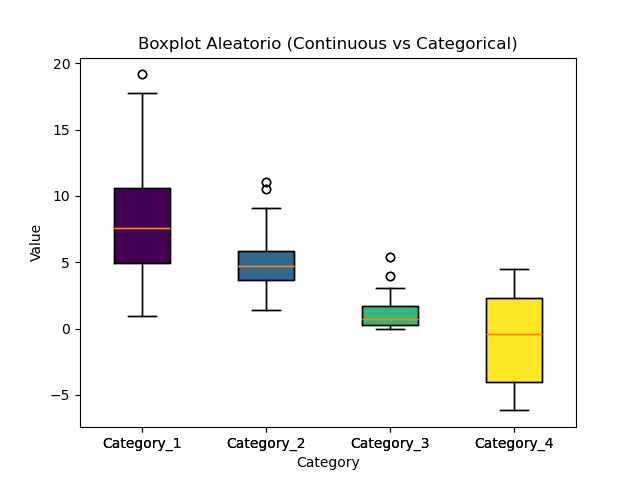 Boxplot Aleatorio (Continuous vs Categorical)
20
15
10
5
0
−5
Value
Category_1
Category_2
Category_3
Category_4
Category